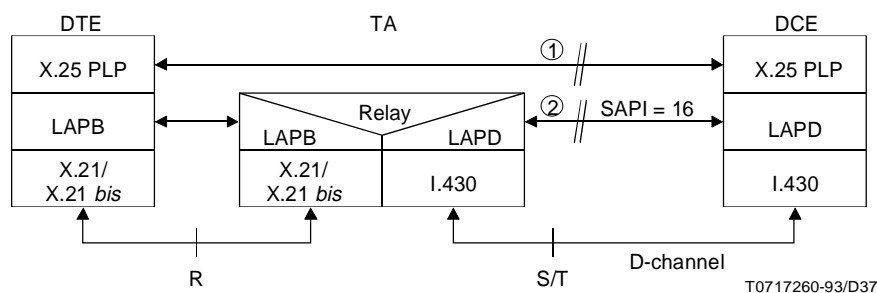 DTE
TA
DCE
X.25 PLP
①
X.25 PLP
LAPB
Relay
LAPB
LAPD
②
SAPI = 16
LAPD
X.21/
X.21 bis
X.21/
X.21 bis
I.430
I.430
R
S/T
D-channel
T0717260-93/D37